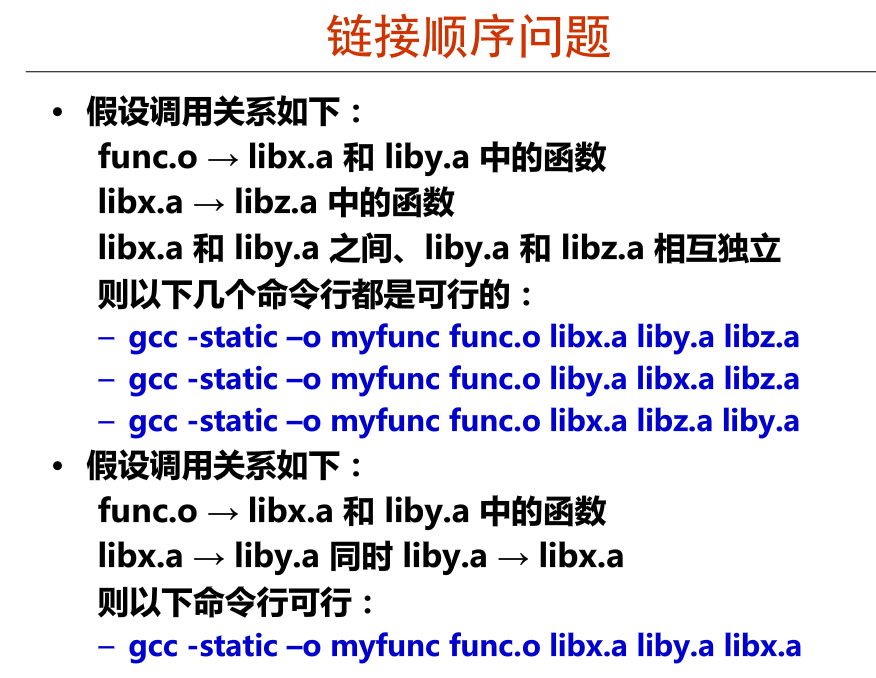 链接顺序问题
• 假设调用关系如下：
func.o → libx.a 和 liby.a 中的函数
libx.a → libz.a 中的函数
libx.a 和 liby.a 之间、liby.a 和 libz.a 相互独立
则以下几个命令行都是可行的：
– gcc -static –o myfunc func.o libx.a liby.a libz.a
– gcc -static –o myfunc func.o liby.a libx.a libz.a
– gcc -static –o myfunc func.o libx.a libz.a liby.a
• 假设调用关系如下：
func.o → libx.a 和 liby.a 中的函数
libx.a → liby.a 同时 liby.a → libx.a
则以下命令行可行：
– gcc -static –o myfunc func.o libx.a liby.a libx.a